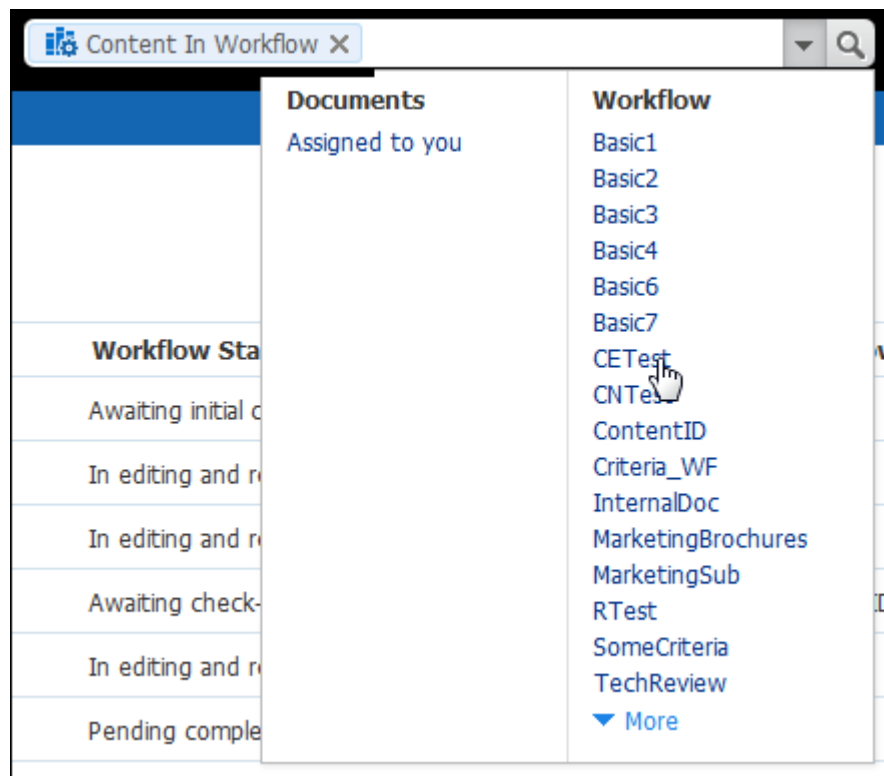 Content In Workflow
Documents
Assigned to you
Workflow
Basic1
Basic2
Basic3
Basic4
Basic6
Basic7
CETest
CNTest
ContentID
Criteria_WF
InternalDoc
MarketingBrochures
MarketingSub
RTest
SomeCriteria
TechReview
More
Workflow Sta
Awaiting initial
In editing and
In editing and
Awaiting check-
In editing and
Pending comple